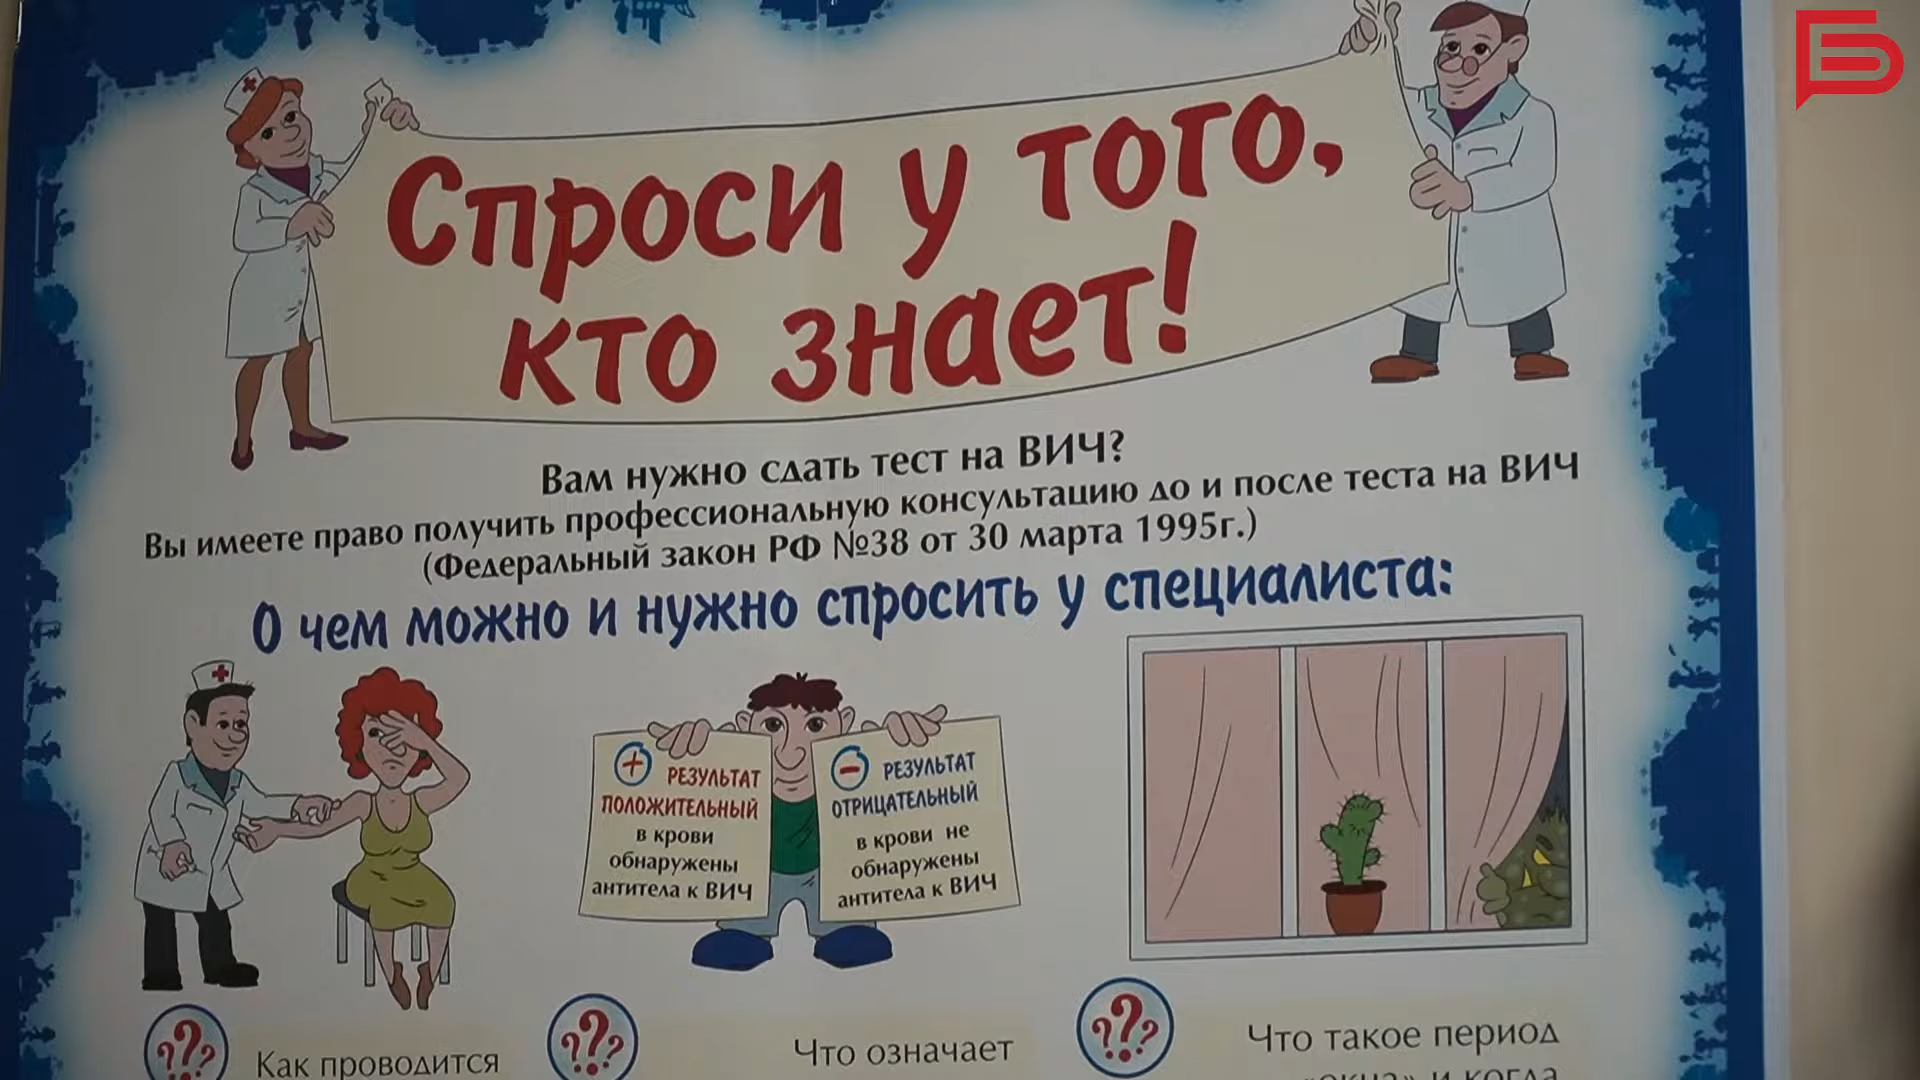 Спроси у того,
кто знает!
Вам нужно сдать тест на ВИЧ?
Вы имеете право получить профессиональную консультацию до и после теста на ВИЧ
(Федеральный закон РФ №38 от 30 марта 1995г.)
О чем можно и нужно спросить у специалиста:
+ РЕЗУЛЬТАТ
ПОЛОЖИТЕЛЬНЫЙ
в крови
обнаружены
антитела к ВИЧ
– РЕЗУЛЬТАТ
ОТРИЦАТЕЛЬНЫЙ
в крови не
обнаружены
антитела к ВИЧ
???
Как проводится
???
Что означает
???
Что такое период
«окна» и когда